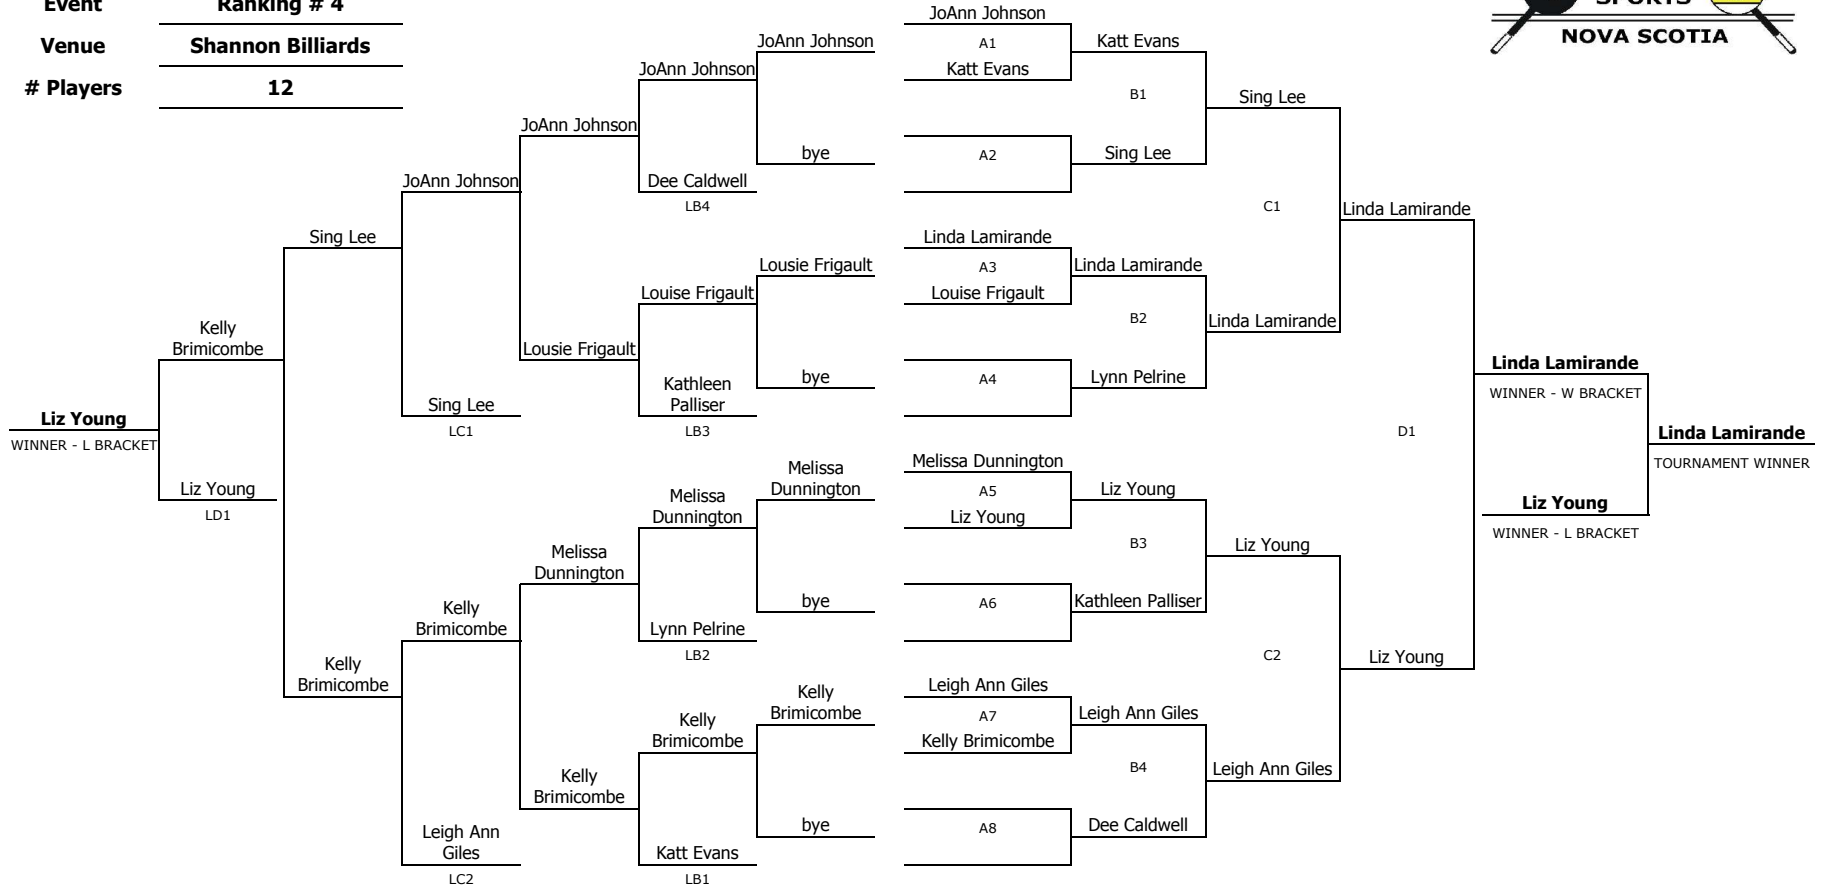 Event Ranking # 4
SPORTS
NOVA SCOTIA
Venue Shannon Billiards
# Players 12
JoAnn Johnson
A1
Katt Evans
Katt Evans
B1
Sing Lee
A2
Sing Lee
C1
Linda Lamirande
Linda Lamirande
A3
Louise Frigault
Linda Lamirande
B2
Linda Lamirande
A4
Lynn Pelrine
D1
Melissa Dunnington
A5
Liz Young
Liz Young
B3
Liz Young
A6
Kathleen Palliser
C2
Liz Young
Leigh Ann Giles
A7
Kelly Brimicombe
Leigh Ann Giles
B4
Leigh Ann Giles
A8
Dee Caldwell
Linda Lamirande
WINNER - W BRACKET
Linda Lamirande
TOURNAMENT WINNER
Liz Young
WINNER - L BRACKET
JoAnn Johnson
bye
JoAnn Johnson
Dee Caldwell
LB4
JoAnn Johnson
Lousie Frigault
bye
Louise Frigault
Kathleen
Palliser
LB3
Lousie Frigault
JoAnn Johnson
Sing Lee
LC1
Sing Lee
Melissa
Dunnington
bye
Melissa
Dunnington
Lynn Pelrine
LB2
Melissa
Dunnington
Kelly
Brimicombe
bye
Kelly
Brimicombe
Katt Evans
LB1
Kelly
Brimicombe
Kelly
Brimicombe
Leigh Ann
Giles
LC2
Kelly
Brimicombe
Kelly
Brimicombe
Liz Young
LD1
Liz Young
WINNER - L BRACKET